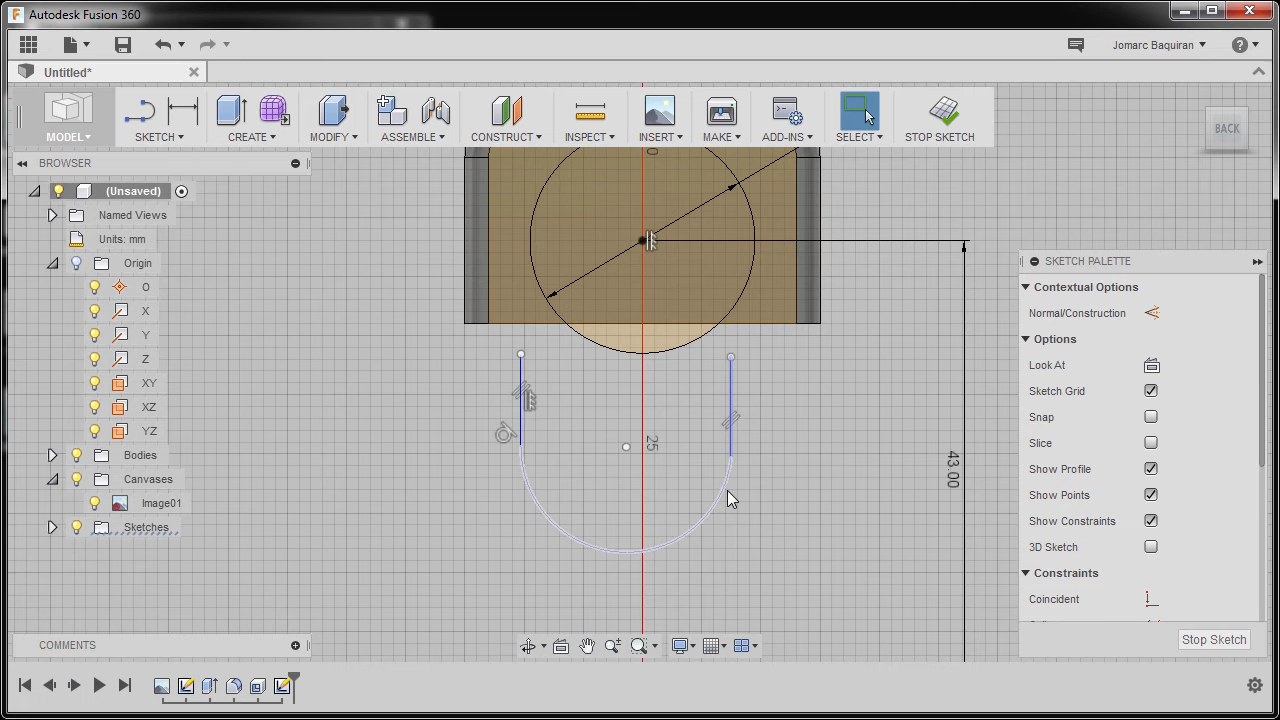 Autodesk Fusion 360
Jomarc Baquiran
Untitled*
MODEL
SKETCH
CREATE
MODIFY
ASSEMBLE
CONSTRUCT
INSPECT
INSERT
MAKE
ADD-INS
SELECT
STOP SKETCH
BACK
BROWSER
(Unsaved)
Named Views
Units: mm
Origin
O
X
Y
Z
XY
XZ
YZ
Bodies
Canvases
Image01
Sketches
0
25
43.00
SKETCH PALETTE
Contextual Options
Normal/Construction
Options
Look At
Sketch Grid
Snap
Slice
Show Profile
Show Points
Show Constraints
3D Sketch
Constraints
Coincident
Stop Sketch
COMMENTS